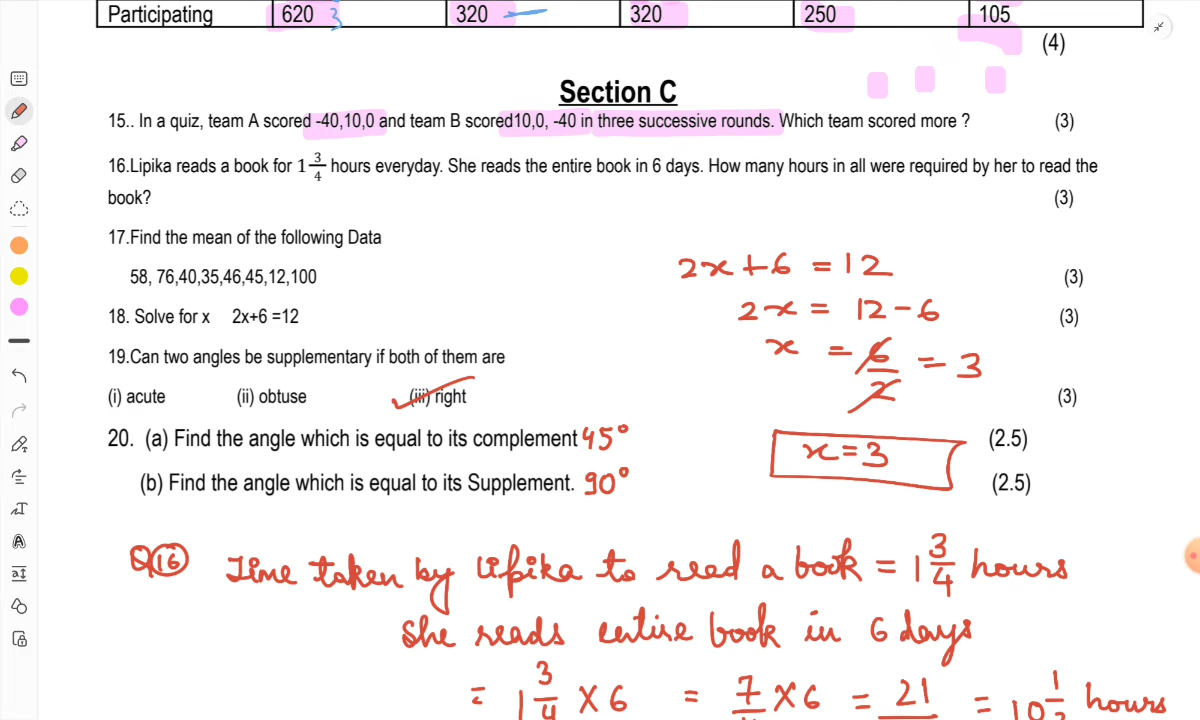 Participating 620 3 320 320 250 105
(4)
Section C
15.. In a quiz, team A scored -40,10,0 and team B scored10,0, -40 in three successive rounds. Which team scored more ? (3)
16.Lipika reads a book for 1 3/4 hours everyday. She reads the entire book in 6 days. How many hours in all were required by her to read the
book? (3)
17.Find the mean of the following Data
58, 76,40,35,46,45,12,100 (3)
18. Solve for x 2x+6 =12 (3)
19.Can two angles be supplementary if both of them are
(i) acute (ii) obtuse (iii) right (3)
20. (a) Find the angle which is equal to its complement 45° (2.5)
(b) Find the angle which is equal to its Supplement. 90° (2.5)
2x+6 = 12
2x = 12-6
x = 6/2 = 3
x=3
Q16 Time taken by Lipika to read a book = 1 3/4 hours
She reads entire book in 6 days
= 1 3/4 × 6 = 7/4 × 6 = 21 = 10 1/2 hours